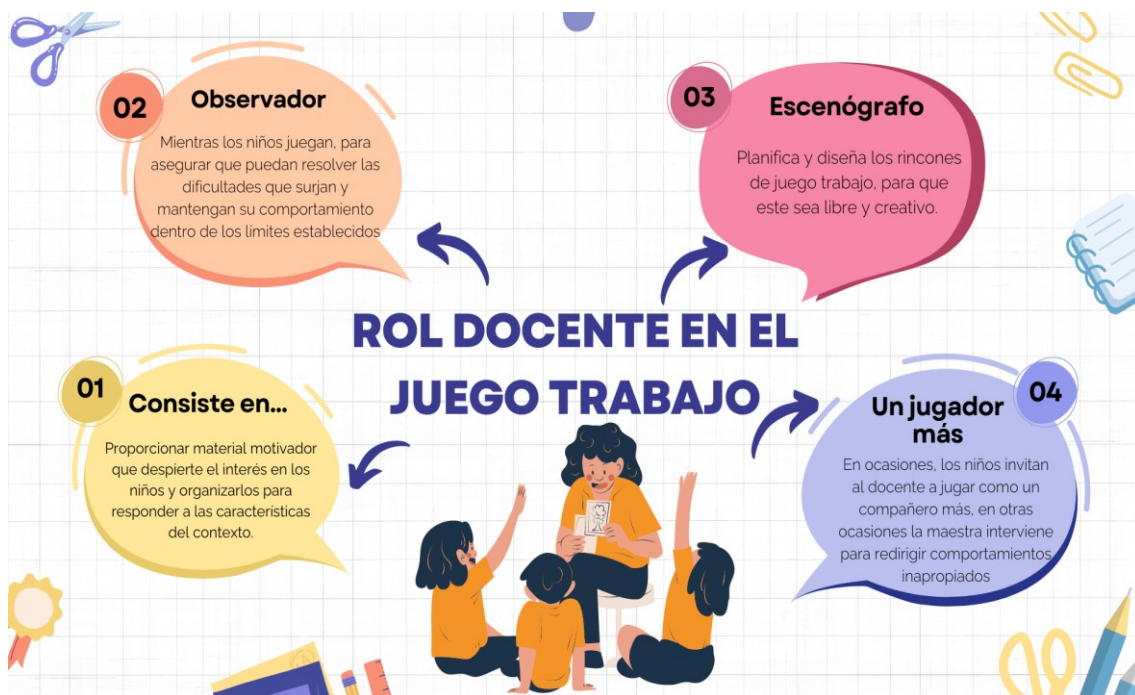 ROL DOCENTE EN EL
JUEGO TRABAJO
01
Consiste en...
Proporcionar material motivador
que despierte el interés en los
niños y organizarlos para
responder a las características
del contexto.
02
Observador
Mientras los niños juegan, para
asegurar que puedan resolver las
dificultades que surjan y
mantengan su comportamiento
dentro de los límites establecidos
03
Escenógrafo
Planifica y diseña los rincones
de juego trabajo, para que
este sea libre y creativo.
04
Un jugador
más
En ocasiones, los niños invitan
al docente a jugar como un
compañero más, en otras
ocasiones la maestra interviene
para redirigir comportamientos
inapropiados